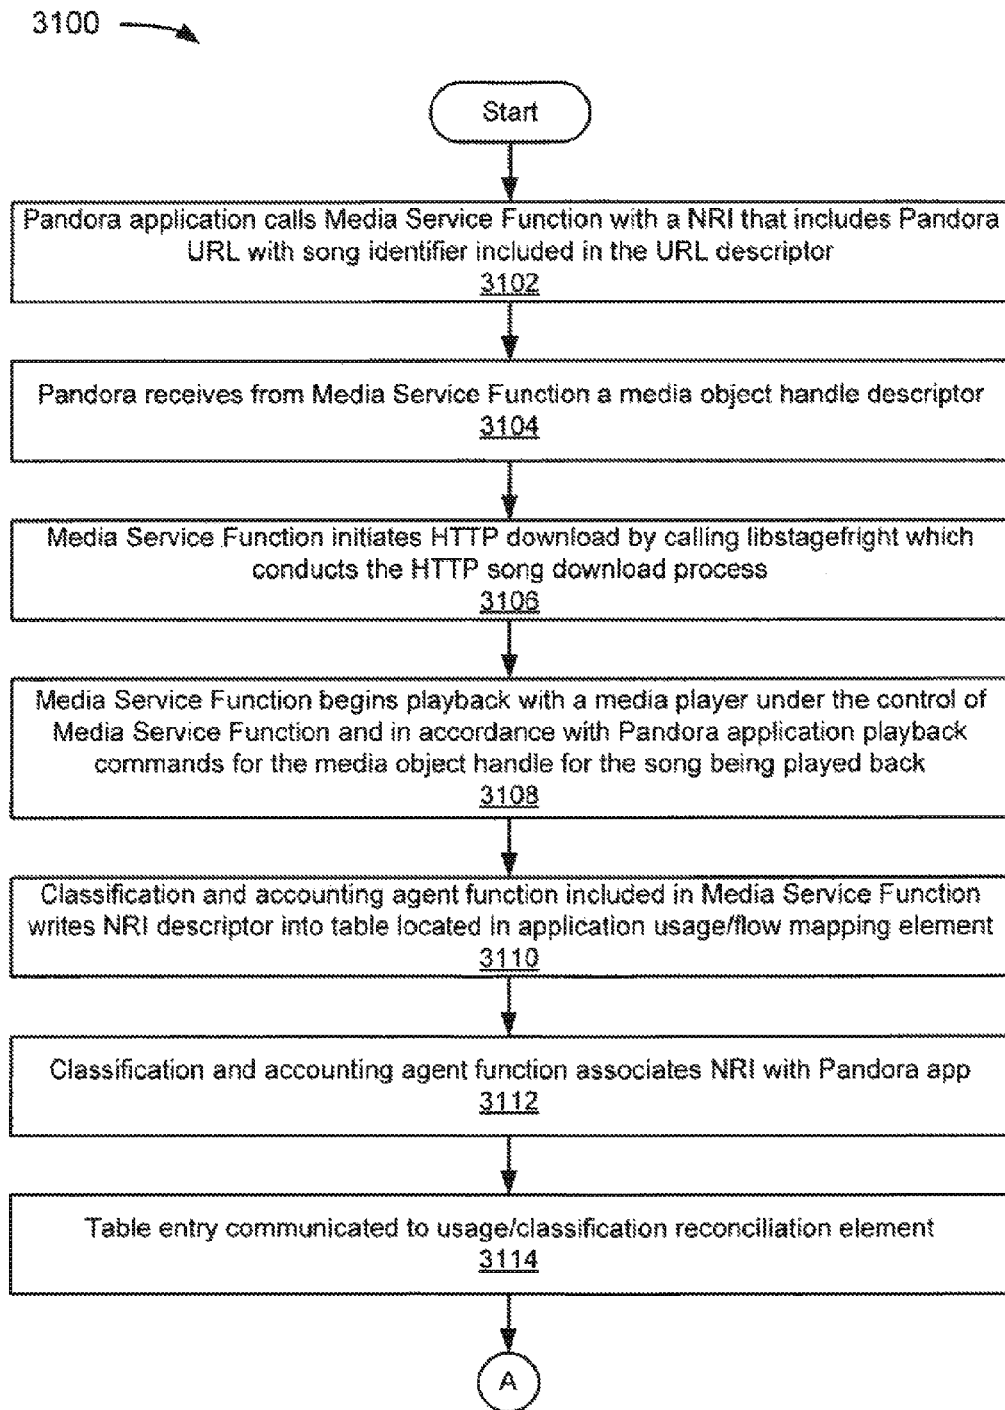 3100
Start
Pandora application calls Media Service Function with a NRI that includes Pandora
URL with song identifier included in the URL descriptor
3102
Pandora receives from Media Service Function a media object handle descriptor
3104
Media Service Function initiates HTTP download by calling libstagefright which
conducts the HTTP song download process
3106
Media Service Function begins playback with a media player under the control of
Media Service Function and in accordance with Pandora application playback
commands for the media object handle for the song being played back
3108
Classification and accounting agent function included in Media Service Function
writes NRI descriptor into table located in application usage/flow mapping element
3110
Classification and accounting agent function associates NRI with Pandora app
3112
Table entry communicated to usage/classification reconciliation element
3114
A